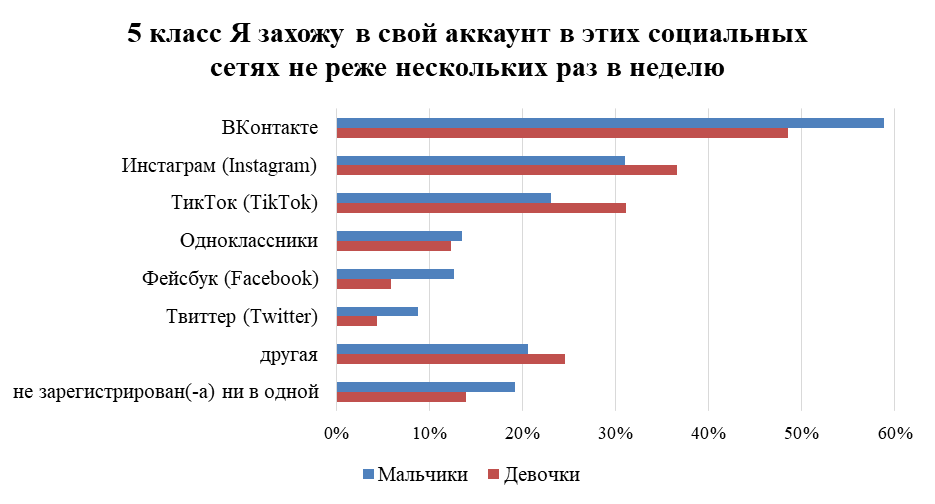 5 класс Я захожу в свой аккаунт в этих социальных
сетях не реже нескольких раз в неделю
ВКонтакте
Инстаграм (Instagram)
ТикТок (TikTok)
Одноклассники
Фейсбук (Facebook)
Твиттер (Twitter)
другая
не зарегистрирован(-а) ни в одной
0% 10% 20% 30% 40% 50% 60%
Мальчики Девочки